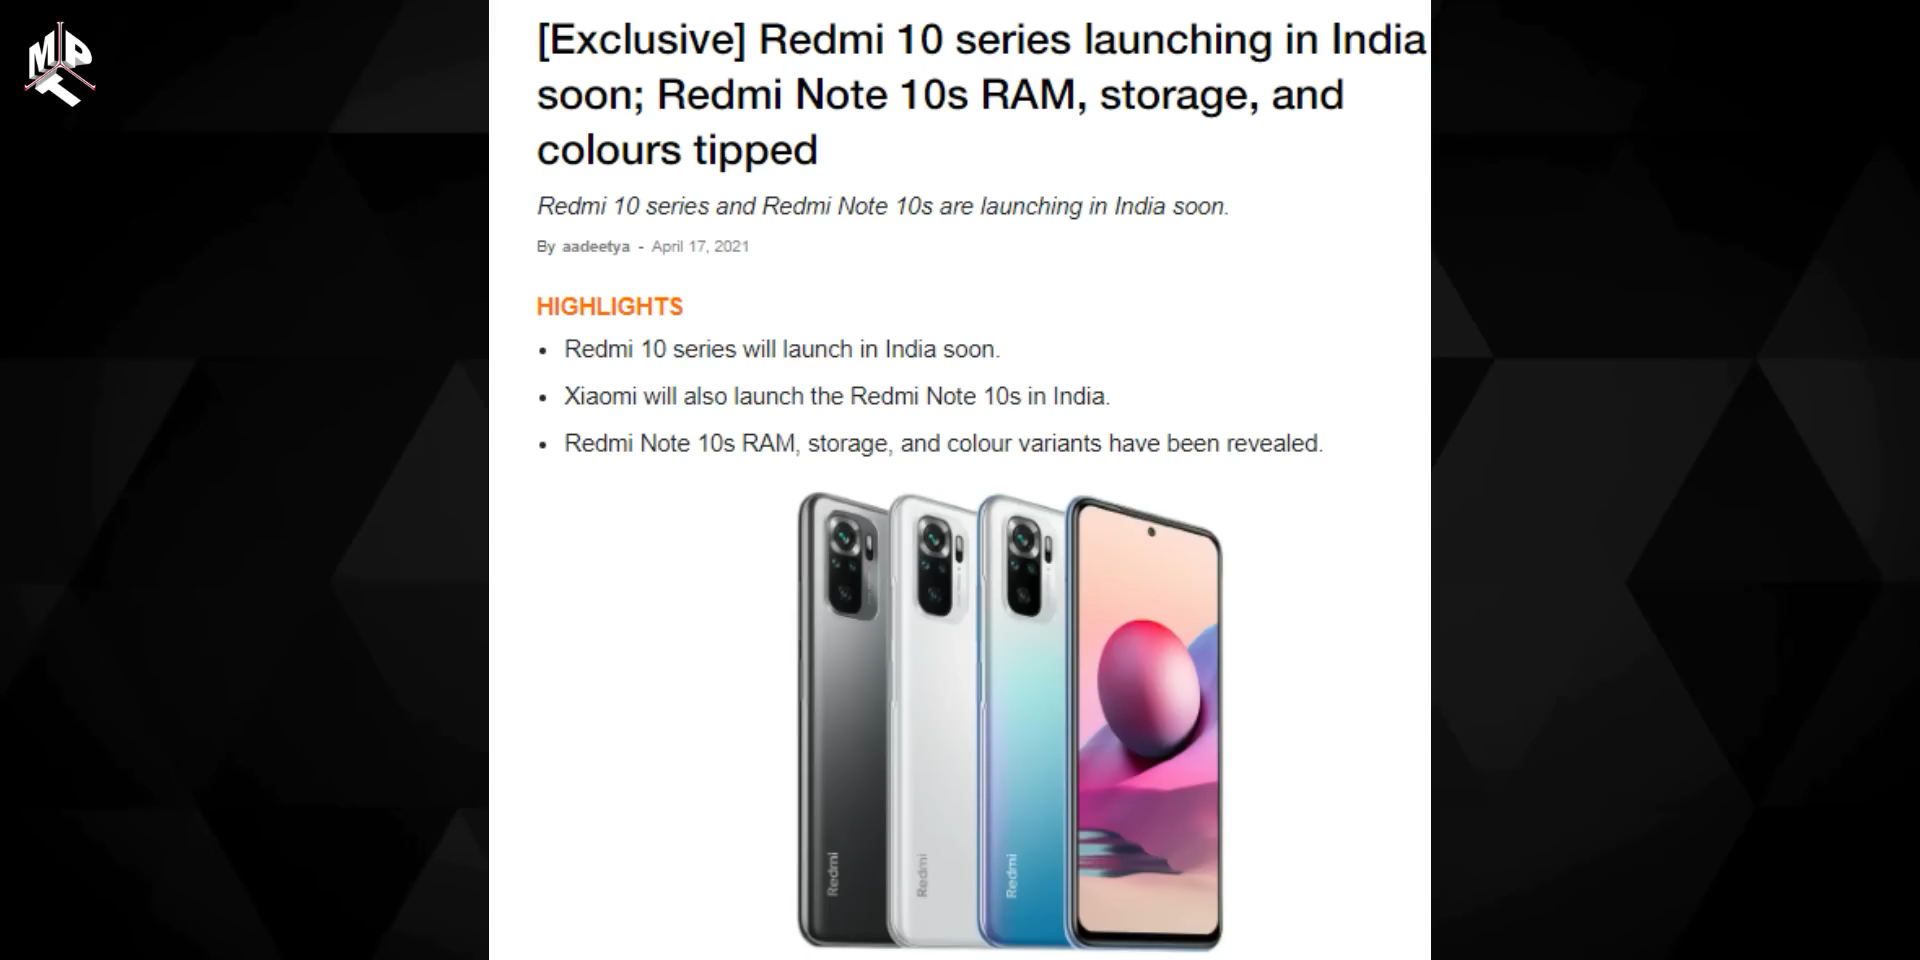 MPT
[Exclusive] Redmi 10 series launching in India
soon; Redmi Note 10s RAM, storage, and
colours tipped
Redmi 10 series and Redmi Note 10s are launching in India soon.
By aadeetya - April 17, 2021
HIGHLIGHTS
• Redmi 10 series will launch in India soon.
• Xiaomi will also launch the Redmi Note 10s in India.
• Redmi Note 10s RAM, storage, and colour variants have been revealed.
Redmi
Redmi
Redmi